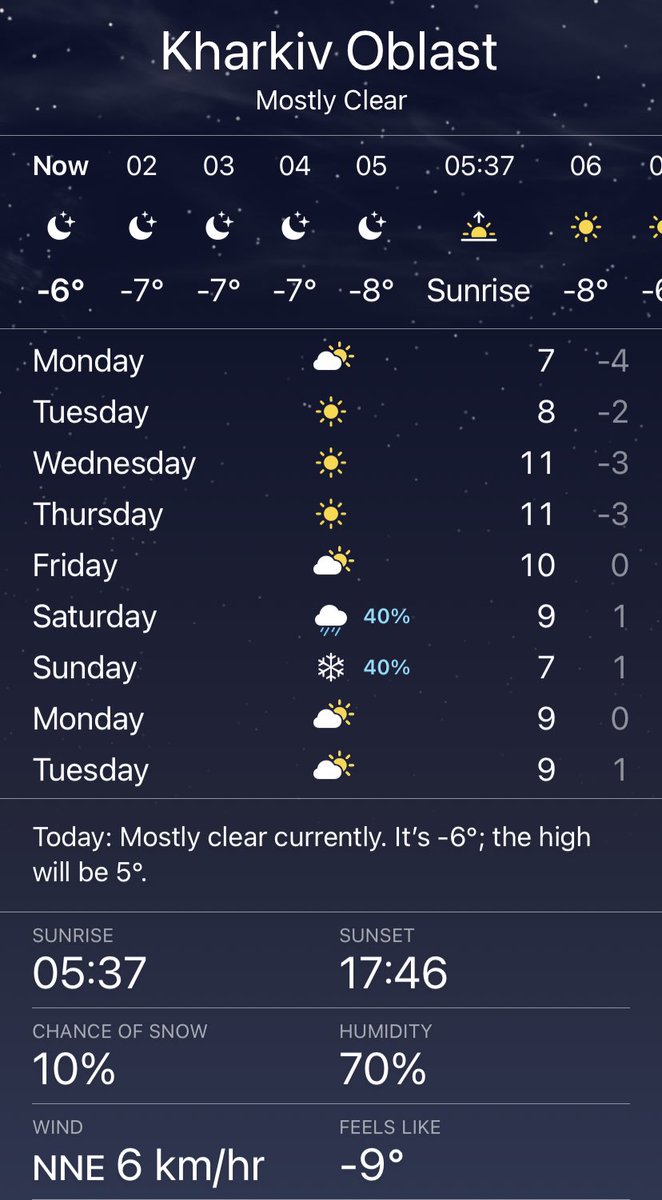 Kharkiv Oblast
Mostly Clear
Now 02 03 04 05 05:37 06
-6° -7° -7° -7° -8° Sunrise -8°
Monday 7 -4
Tuesday 8 -2
Wednesday 11 -3
Thursday 11 -3
Friday 10 0
Saturday 40% 9 1
Sunday 40% 7 1
Monday 9 0
Tuesday 9 1
Today: Mostly clear currently. It’s -6°; the high
will be 5°.
SUNRISE SUNSET
05:37 17:46
CHANCE OF SNOW HUMIDITY
10% 70%
WIND FEELS LIKE
NNE 6 km/hr -9°